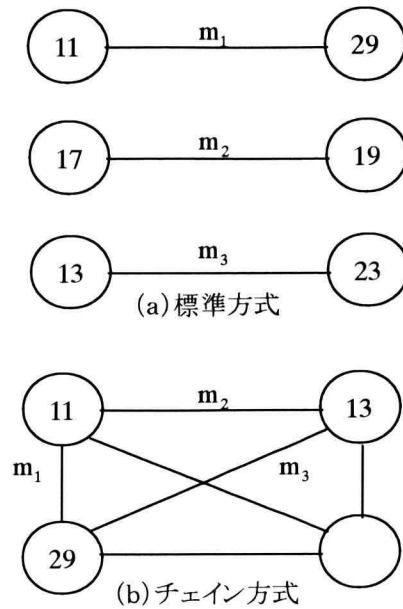 11 m₁ 29
17 m₂ 19
13 m₃ 23
(a)標準方式
11 m₂ 13
m₁ m₃
29
(b)チェイン方式